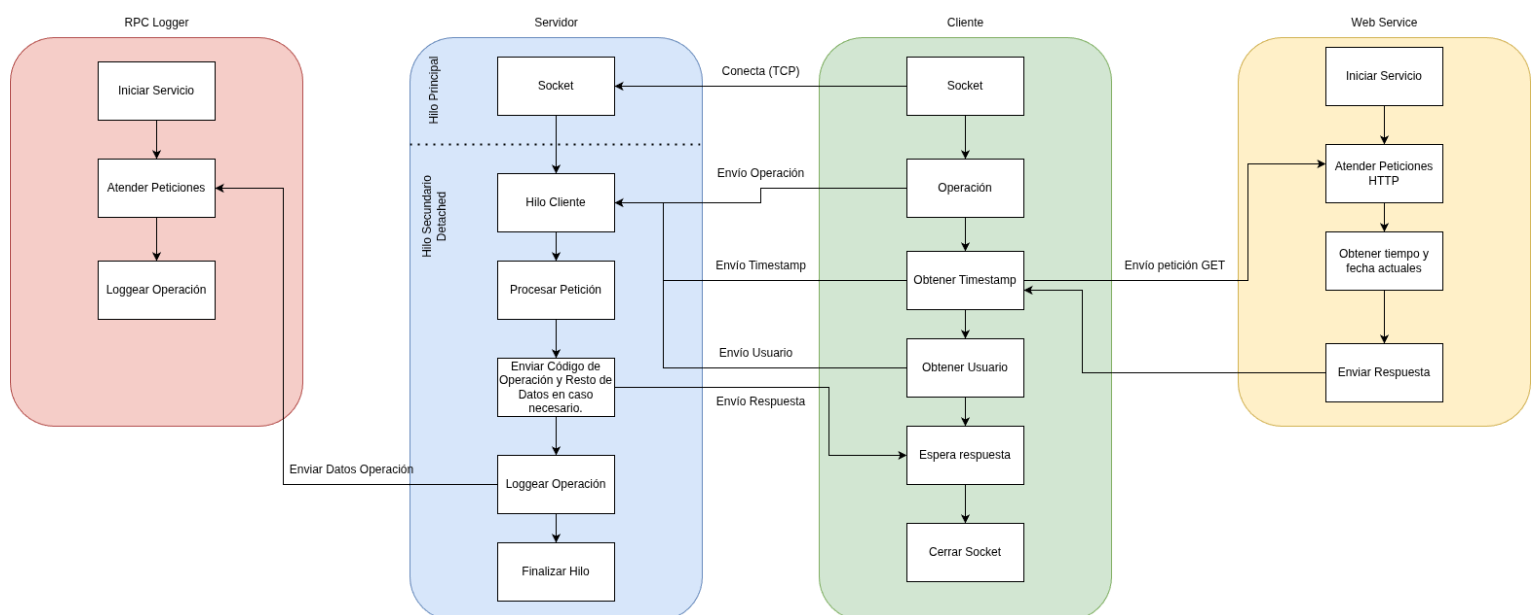 RPC Logger
Servidor
Cliente
Web Service
Iniciar Servicio
Atender Peticiones
Loggear Operación
Hilo Principal
Hilo Secundario
Detached
Socket
Hilo Cliente
Procesar Petición
Enviar Código de
Operación y Resto de
Datos en caso
necesario.
Loggear Operación
Finalizar Hilo
Enviar Datos Operación
Conecta (TCP)
Envío Operación
Envío Timestamp
Envío Usuario
Envío Respuesta
Socket
Operación
Obtener Timestamp
Obtener Usuario
Espera respuesta
Cerrar Socket
Envío petición GET
Iniciar Servicio
Atender Peticiones
HTTP
Obtener tiempo y
fecha actuales
Enviar Respuesta